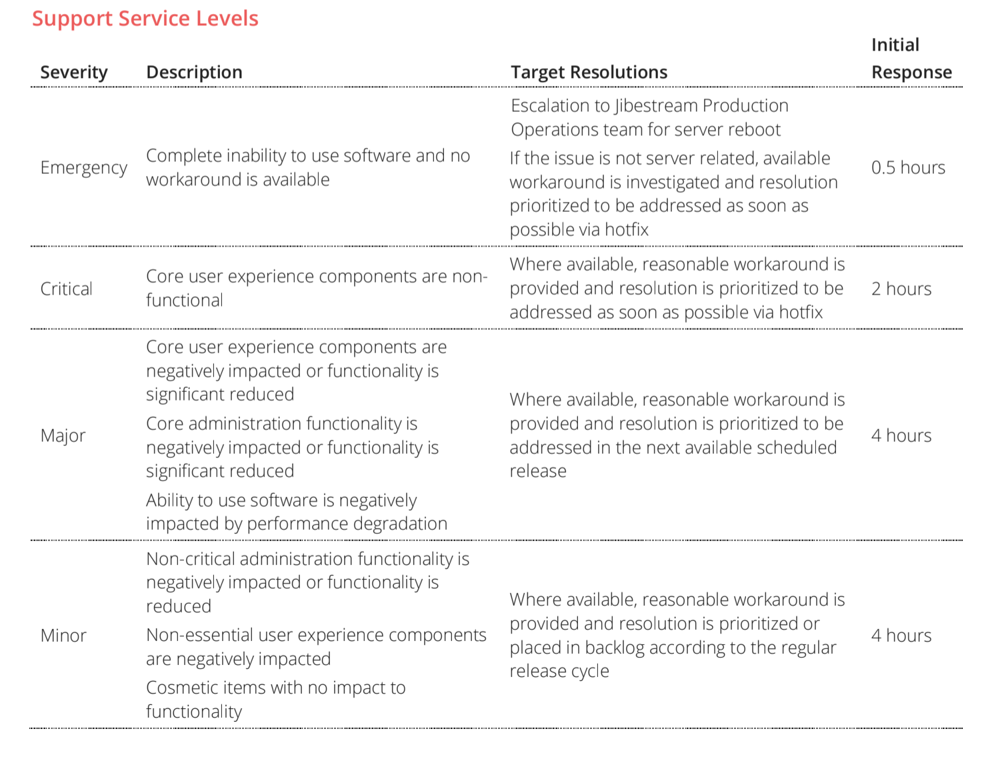 Support Service Levels
Severity
Description
Target Resolutions
Initial
Response
Emergency
Complete inability to use software and no
workaround is available
Escalation to Jibestream Production
Operations team for server reboot
If the issue is not server related, available
workaround is investigated and resolution
prioritized to be addressed as soon as
possible via hotfix
0.5 hours
Critical
Core user experience components are non-
functional
Where available, reasonable workaround is
provided and resolution is prioritized to be
addressed as soon as possible via hotfix
2 hours
Major
Core user experience components are
negatively impacted or functionality is
significant reduced
Core administration functionality is
negatively impacted or functionality is
significant reduced
Ability to use software is negatively
impacted by performance degradation
Where available, reasonable workaround is
provided and resolution is prioritized to be
addressed in the next available scheduled
release
4 hours
Minor
Non-critical administration functionality is
negatively impacted or functionality is
reduced
Non-essential user experience components
are negatively impacted
Cosmetic items with no impact to
functionality
Where available, reasonable workaround is
provided and resolution is prioritized or
placed in backlog according to the regular
release cycle
4 hours